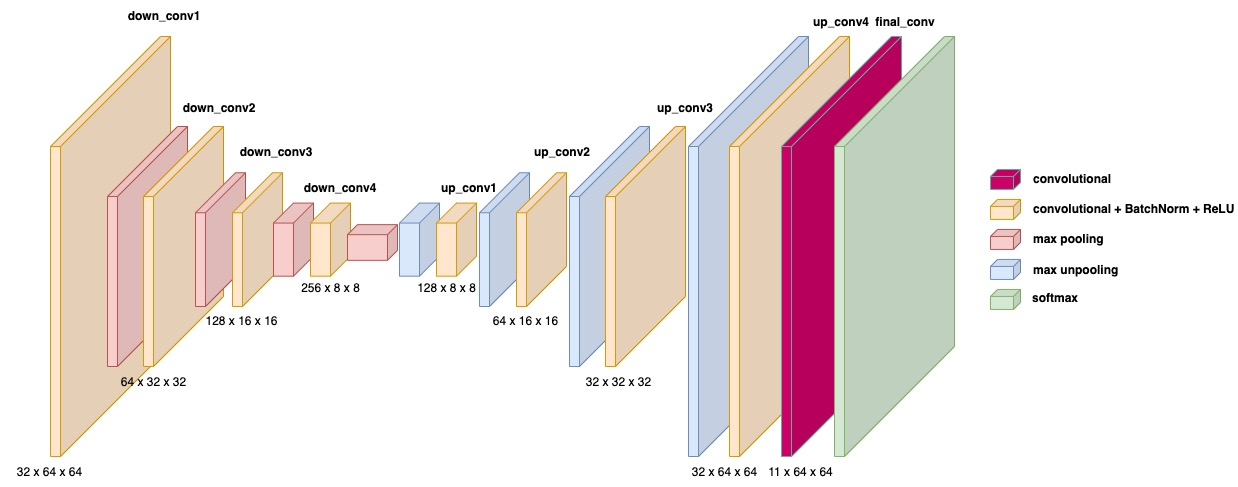 down_conv1
down_conv2
down_conv3
down_conv4
up_conv1
up_conv2
up_conv3
up_conv4
final_conv
32 x 64 x 64
64 x 32 x 32
128 x 16 x 16
256 x 8 x 8
128 x 8 x 8
64 x 16 x 16
32 x 32 x 32
32 x 64 x 64
11 x 64 x 64
convolutional
convolutional + BatchNorm + ReLU
max pooling
max unpooling
softmax